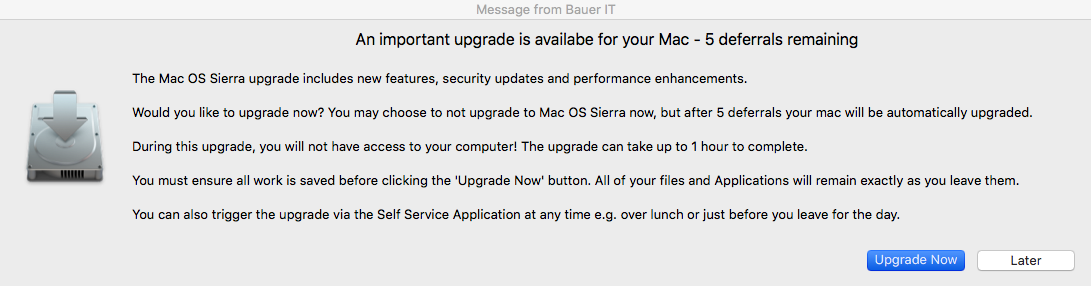 Message from Bauer IT
An important upgrade is availabe for your Mac - 5 deferrals remaining
The Mac OS Sierra upgrade includes new features, security updates and performance enhancements.
Would you like to upgrade now? You may choose to not upgrade to Mac OS Sierra now, but after 5 deferrals your mac will be automatically upgraded.
During this upgrade, you will not have access to your computer! The upgrade can take up to 1 hour to complete.
You must ensure all work is saved before clicking the 'Upgrade Now' button. All of your files and Applications will remain exactly as you leave them.
You can also trigger the upgrade via the Self Service Application at any time e.g. over lunch or just before you leave for the day.
Upgrade Now
Later